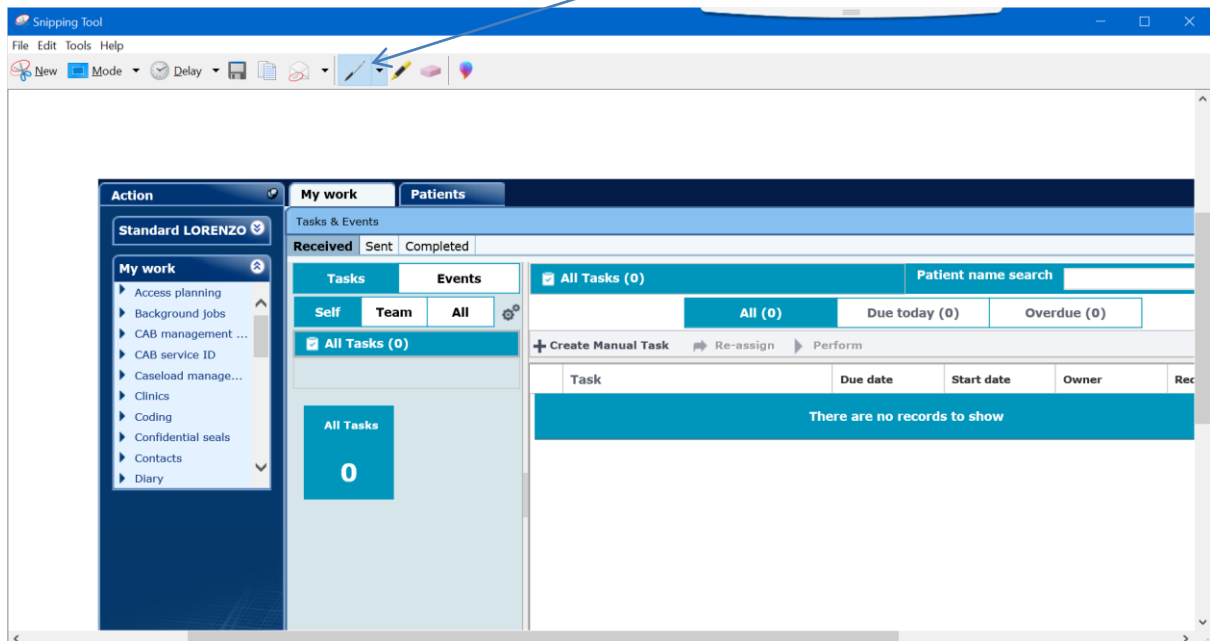 Snipping Tool
File Edit Tools Help
New Mode Delay
Action
My work Patients
Standard LORENZO
Tasks & Events
Received Sent Completed
My work
Access planning
Background jobs
CAB management ...
CAB service ID
Caseload manage...
Clinics
Coding
Confidential seals
Contacts
Diary
Tasks Events
Self Team All
All Tasks (0)
All Tasks
0
All Tasks (0) Patient name search
All (0) Due today (0) Overdue (0)
Create Manual Task Re-assign Perform
Task Due date Start date Owner Rec
There are no records to show